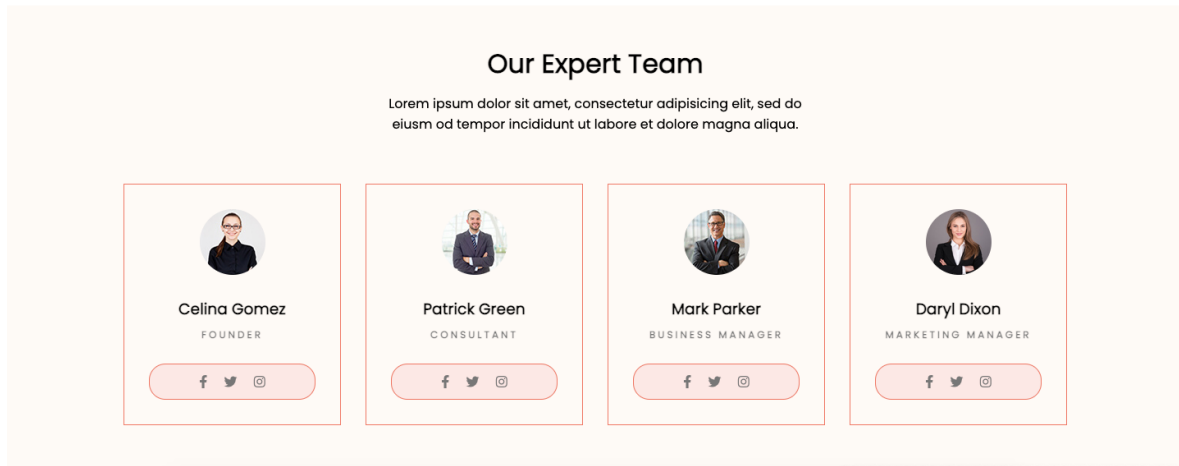 Our Expert Team
Lorem ipsum dolor sit amet, consectetur adipisicing elit, sed do
eiusm od tempor incididunt ut labore et dolore magna aliqua.
Celina Gomez
FOUNDER
Patrick Green
CONSULTANT
Mark Parker
BUSINESS MANAGER
Daryl Dixon
MARKETING MANAGER